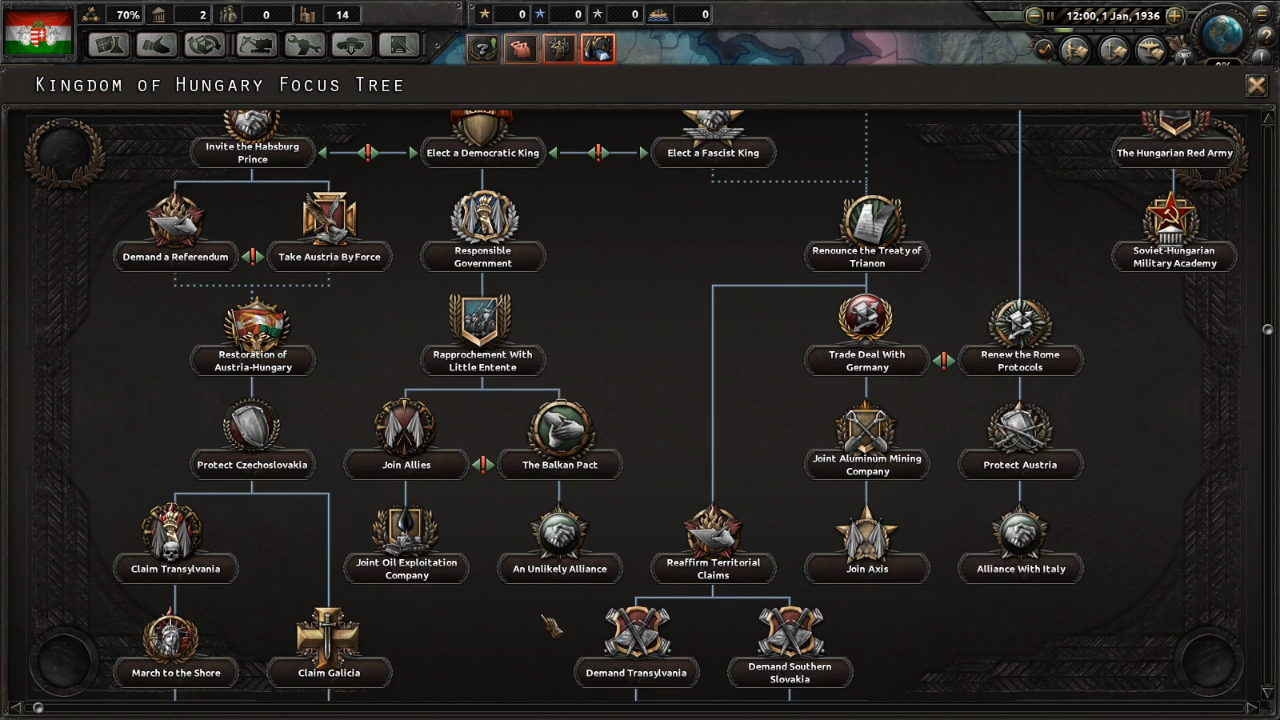 70%
2
0
14
0
0
0
0
12:00, 1 Jan, 1936
Kingdom of Hungary Focus Tree
Invite the Habsburg
Prince
Elect a Democratic King
Elect a Fascist King
The Hungarian Red Army
Demand a Referendum
Take Austria By Force
Responsible
Government
Renounce the Treaty of
Trianon
Soviet-Hungarian
Military Academy
Restoration of
Austria-Hungary
Rapprochement With
Little Entente
Trade Deal With
Germany
Renew the Rome
Protocols
Protect Czechoslovakia
Join Allies
The Balkan Pact
Joint Aluminum Mining
Company
Protect Austria
Claim Transylvania
Joint Oil Exploitation
Company
An Unlikely Alliance
Reaffirm Territorial
Claims
Join Axis
Alliance With Italy
March to the Shore
Claim Galicia
Demand Transylvania
Demand Southern
Slovakia